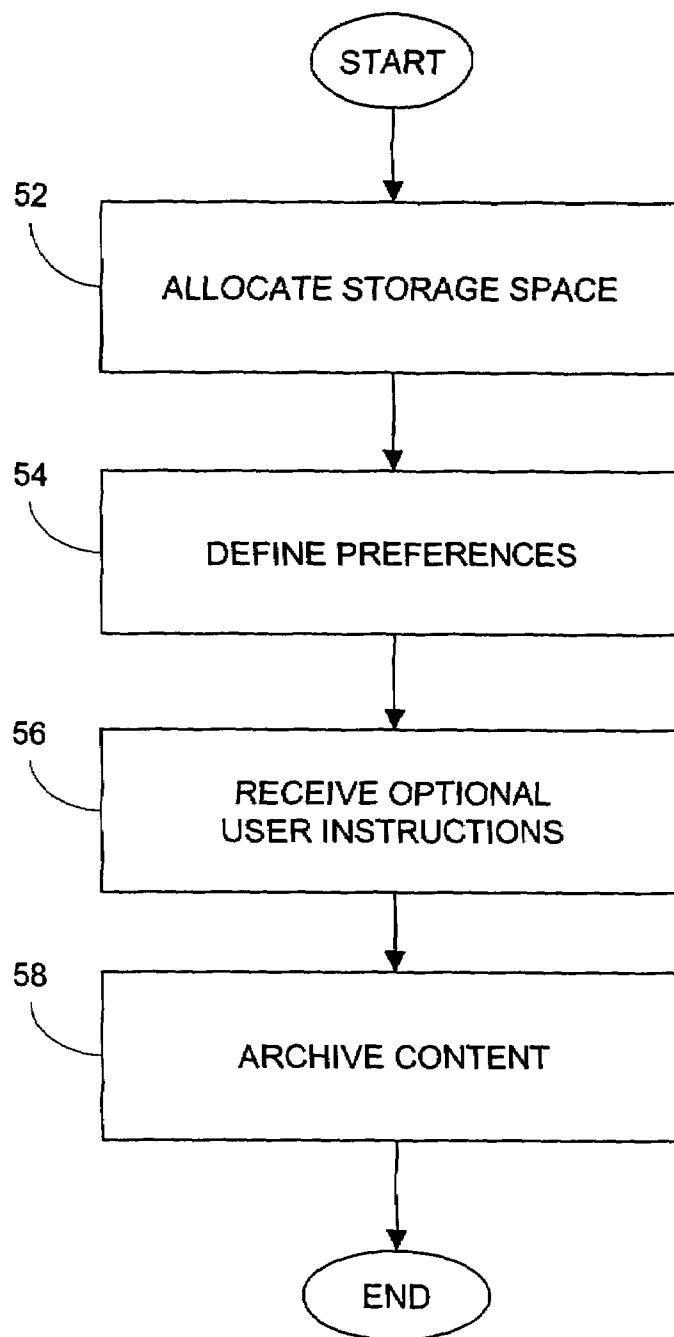 START
52
ALLOCATE STORAGE SPACE
54
DEFINE PREFERENCES
56
RECEIVE OPTIONAL
USER INSTRUCTIONS
58
ARCHIVE CONTENT
END